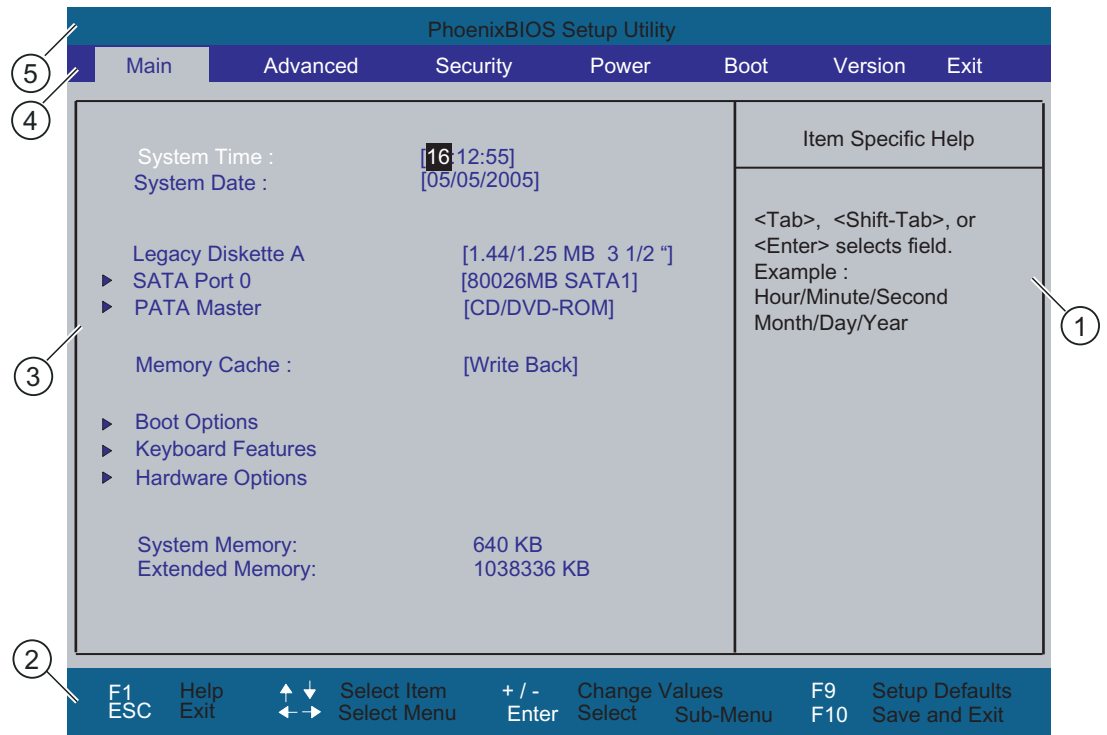 PhoenixBIOS Setup Utility
Main Advanced Security Power Boot Version Exit
System Time : [16:12:55]
System Date : [05/05/2005]
Legacy Diskette A [1.44/1.25 MB 3 1/2 “]
SATA Port 0 [80026MB SATA1]
PATA Master [CD/DVD-ROM]
Memory Cache : [Write Back]
Boot Options
Keyboard Features
Hardware Options
System Memory: 640 KB
Extended Memory: 1038336 KB
Item Specific Help
<Tab>, <Shift-Tab>, or
<Enter> selects field.
Example :
Hour/Minute/Second
Month/Day/Year
F1 Help Select Item + / - Change Values F9 Setup Defaults
ESC Exit Select Menu Enter Select Sub-Menu F10 Save and Exit
5
4
3
2
1